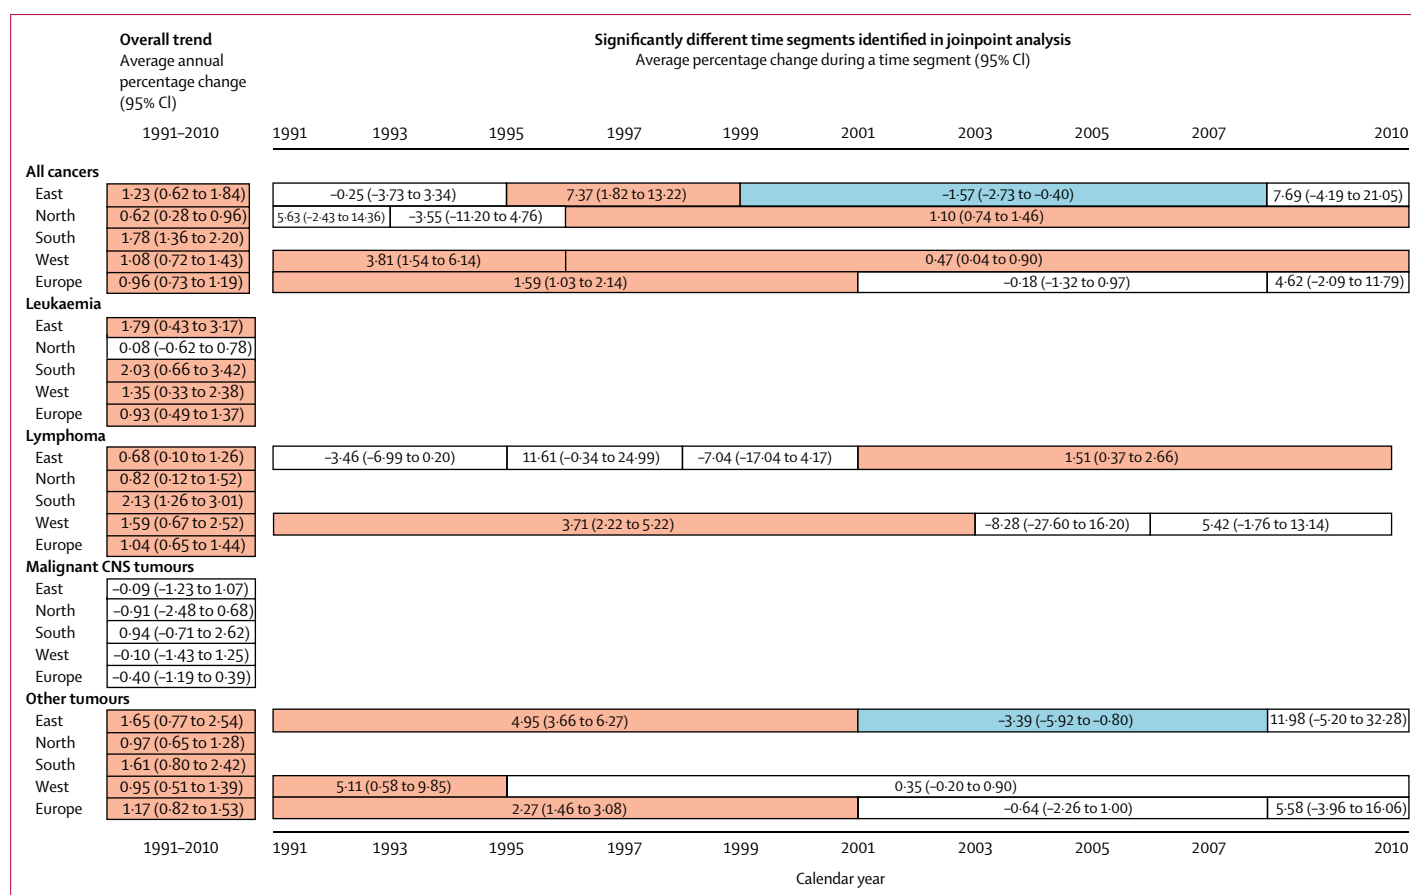 Overall trend
Average annual
percentage change
(95% CI)
Significantly different time segments identified in joinpoint analysis
Average percentage change during a time segment (95% CI)
1991–2010 1991 1993 1995 1997 1999 2001 2003 2005 2007 2010
All cancers
East 1·23 (0·62 to 1·84) –0·25 (–3·73 to 3·34) 7·37 (1·82 to 13·22) –1·57 (–2·73 to –0·40) 7·69 (–4·19 to 21·05)
North 0·62 (0·28 to 0·96) 5·63 (–2·43 to 14·36) –3·55 (–11·20 to 4·76) 1·10 (0·74 to 1·46)
South 1·78 (1·36 to 2·20)
West 1·08 (0·72 to 1·43) 3·81 (1·54 to 6·14) 0·47 (0·04 to 0·90)
Europe 0·96 (0·73 to 1·19) 1·59 (1·03 to 2·14) –0·18 (–1·32 to 0·97) 4·62 (–2·09 to 11·79)
Leukaemia
East 1·79 (0·43 to 3·17)
North 0·08 (–0·62 to 0·78)
South 2·03 (0·66 to 3·42)
West 1·35 (0·33 to 2·38)
Europe 0·93 (0·49 to 1·37)
Lymphoma
East 0·68 (0·10 to 1·26) –3·46 (–6·99 to 0·20) 11·61 (–0·34 to 24·99) –7·04 (–17·04 to 4·17) 1·51 (0·37 to 2·66)
North 0·82 (0·12 to 1·52)
South 2·13 (1·26 to 3·01)
West 1·59 (0·67 to 2·52) 3·71 (2·22 to 5·22) –8·28 (–27·60 to 16·20) 5·42 (–1·76 to 13·14)
Europe 1·04 (0·65 to 1·44)
Malignant CNS tumours
East –0·09 (–1·23 to 1·07)
North –0·91 (–2·48 to 0·68)
South 0·94 (–0·71 to 2·62)
West –0·10 (–1·43 to 1·25)
Europe –0·40 (–1·19 to 0·39)
Other tumours
East 1·65 (0·77 to 2·54) 4·95 (3·66 to 6·27) –3·39 (–5·92 to –0·80) 11·98 (–5·20 to 32·28)
North 0·97 (0·65 to 1·28)
South 1·61 (0·80 to 2·42)
West 0·95 (0·51 to 1·39) 5·11 (0·58 to 9·85) 0·35 (–0·20 to 0·90)
Europe 1·17 (0·82 to 1·53) 2·27 (1·46 to 3·08) –0·64 (–2·26 to 1·00) 5·58 (–3·96 to 16·06)
1991–2010 1991 1993 1995 1997 1999 2001 2003 2005 2007 2010
Calendar year